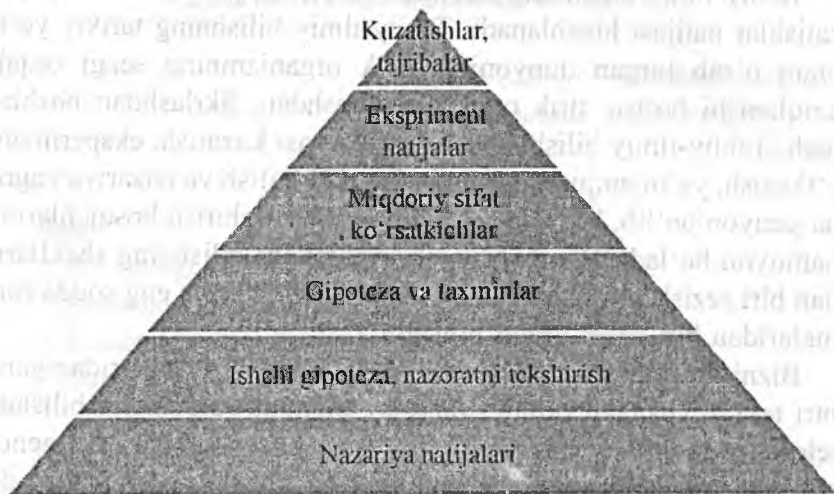 Kuzatishlar,
tajribalar
Ekspriment
natijalar
Miqdoriy sifat
ko‘rsatkichlar
Gipoteza va taxminlar
Ishchi gipoteza, nazoratni tekshirish
Nazariya natijalari